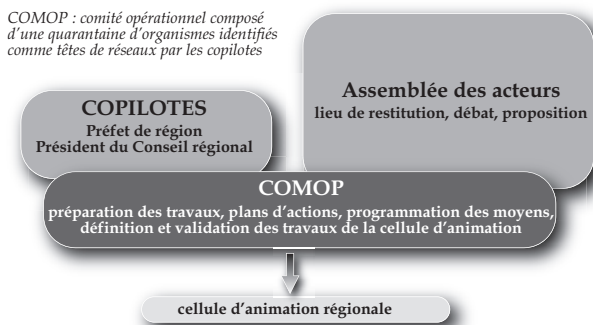 COMOP : comité opérationnel composé
d'une quarantaine d'organismes identifiés
comme têtes de réseaux par les copilotes
Assemblée des acteurs
lieu de restitution, débat, proposition
COPILOTES
Préfet de région
Président du Conseil régional
COMOP
préparation des travaux, plans d'actions, programmation des moyens,
définition et validation des travaux de la cellule d'animation
cellule d'animation régionale